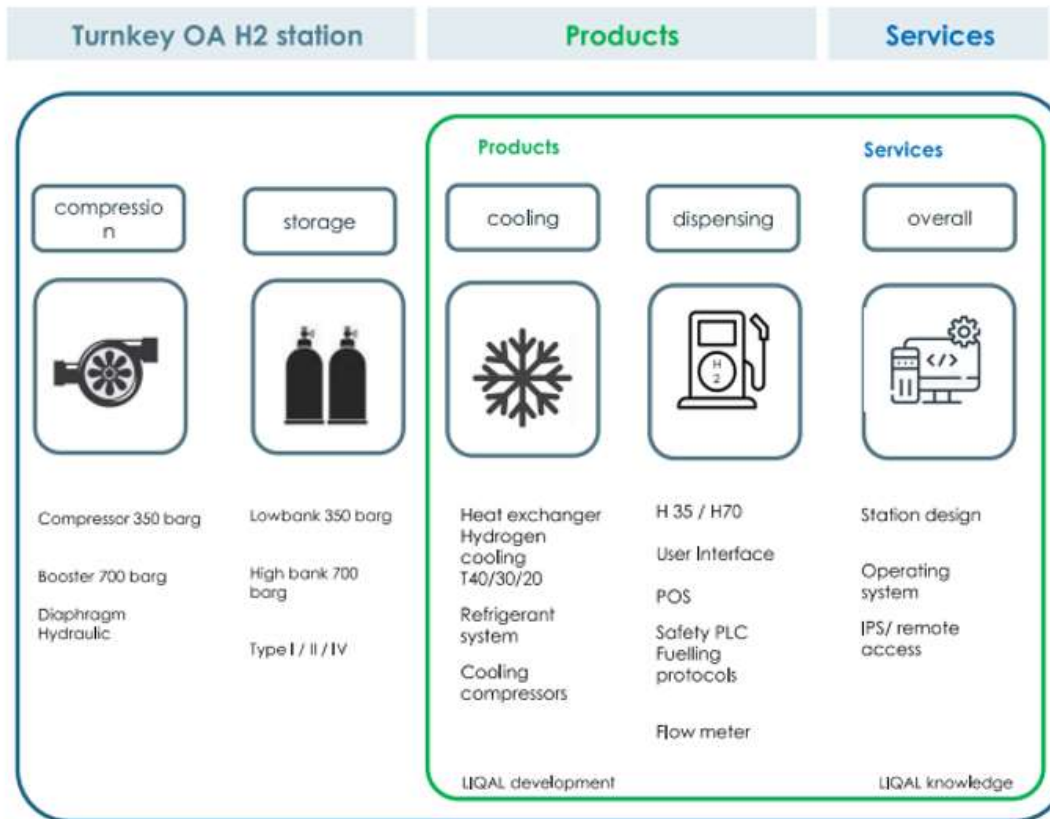 Turnkey OA H2 station
Products
Services
Products
Services
compressio
n
storage
cooling
dispensing
overall
H
2
</>
Compressor 350 barg
Booster 700 barg
Diaphragm
Hydraulic
Lowbank 350 barg
High bank 700
barg
Type I / II / IV
Heat exchanger
Hydrogen
cooling
T40/30/20
Refrigerant
system
Cooling
compressors
H 35 / H70
User Interface
POS
Safety PLC
Fuelling
protocols
Flow meter
Station design
Operating
system
IPS/ remote
access
LIQAL development
LIQAL knowledge